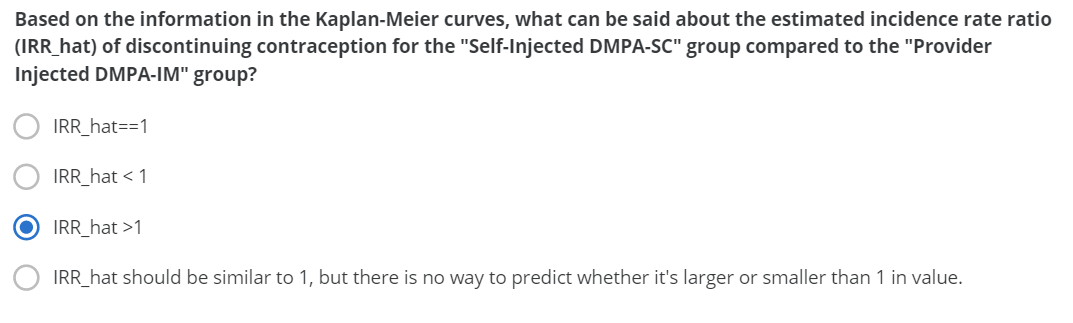 Based on the information in the Kaplan-Meier curves, what can be said about the estimated incidence rate ratio
(IRR_hat) of discontinuing contraception for the "Self-Injected DMPA-SC" group compared to the "Provider
Injected DMPA-IM" group?
IRR_hat==1
IRR_hat < 1
IRR_hat >1
IRR_hat should be similar to 1, but there is no way to predict whether it's larger or smaller than 1 in value.